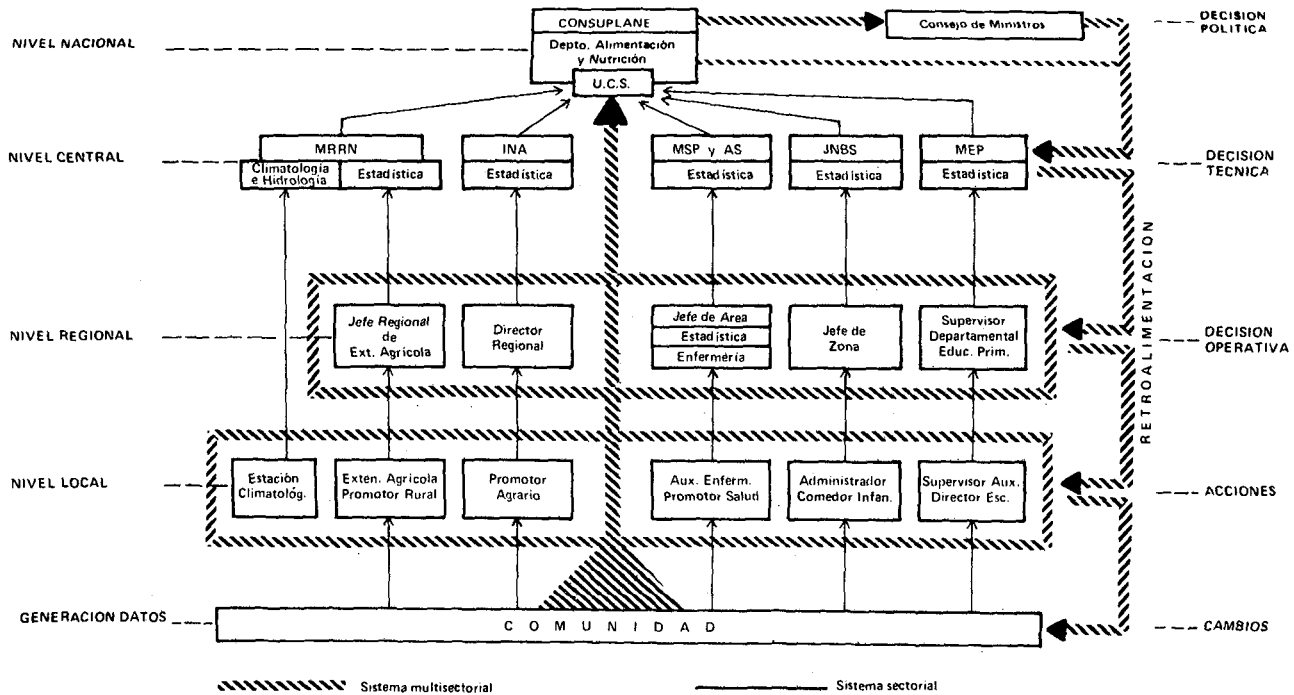 CONSUPLANE
Consejo de Ministros
DECISION
POLITICA
NIVEL NACIONAL
Depto. Alimentación
y Nutrición
U.C.S.
NIVEL CENTRAL
MRRN
INA
MSP y AS
JNBS
MEP
DECISION
TECNICA
Climatología
e Hidrología
Estadística
Estadística
Estadística
Estadística
Estadística
RETROALIMENTACION
NIVEL REGIONAL
Jefe Regional
de
Ext. Agrícola
Director
Regional
Jefe de Area
Estadística
Enfermería
Jefe de
Zona
Supervisor
Departamental
Educ. Prim.
DECISION
OPERATIVA
NIVEL LOCAL
Estación
Climatológ.
Exten. Agrícola
Promotor Rural
Promotor
Agrario
Aux. Enferm.
Promotor Salud
Administrador
Comedor Infan.
Supervisor Aux.
Director Esc.
ACCIONES
GENERACION DATOS
COMUNIDAD
CAMBIOS
Sistema multisectorial
Sistema sectorial